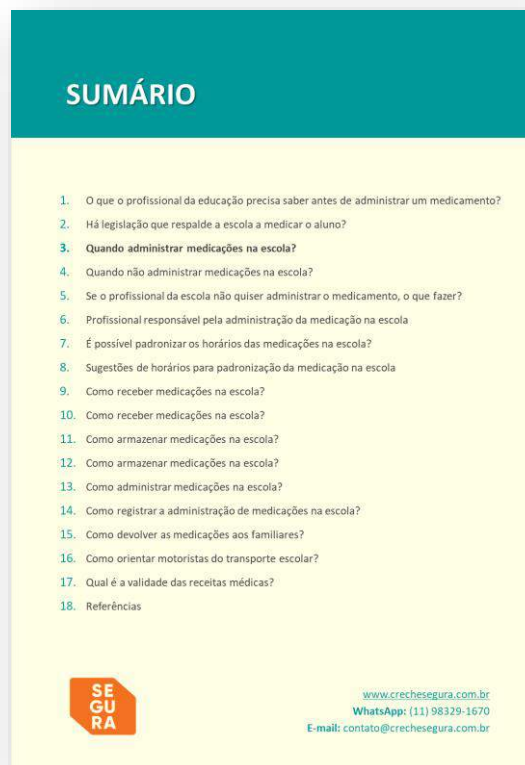 SUMÁRIO
1. O que o profissional da educação precisa saber antes de administrar um medicamento?
2. Há legislação que respalde a escola a medicar o aluno?
3. Quando administrar medicações na escola?
4. Quando não administrar medicações na escola?
5. Se o profissional da escola não quiser administrar o medicamento, o que fazer?
6. Profissional responsável pela administração da medicação na escola
7. É possível padronizar os horários das medicações na escola?
8. Sugestões de horários para padronização da medicação na escola
9. Como receber medicações na escola?
10. Como receber medicações na escola?
11. Como armazenar medicações na escola?
12. Como armazenar medicações na escola?
13. Como administrar medicações na escola?
14. Como registrar a administração de medicações na escola?
15. Como devolver as medicações aos familiares?
16. Como orientar motoristas do transporte escolar?
17. Qual é a validade das receitas médicas?
18. Referências
SE
GU
RA
www.crechesegura.com.br
WhatsApp: (11) 98329-1670
E-mail: contato@crechesegura.com.br